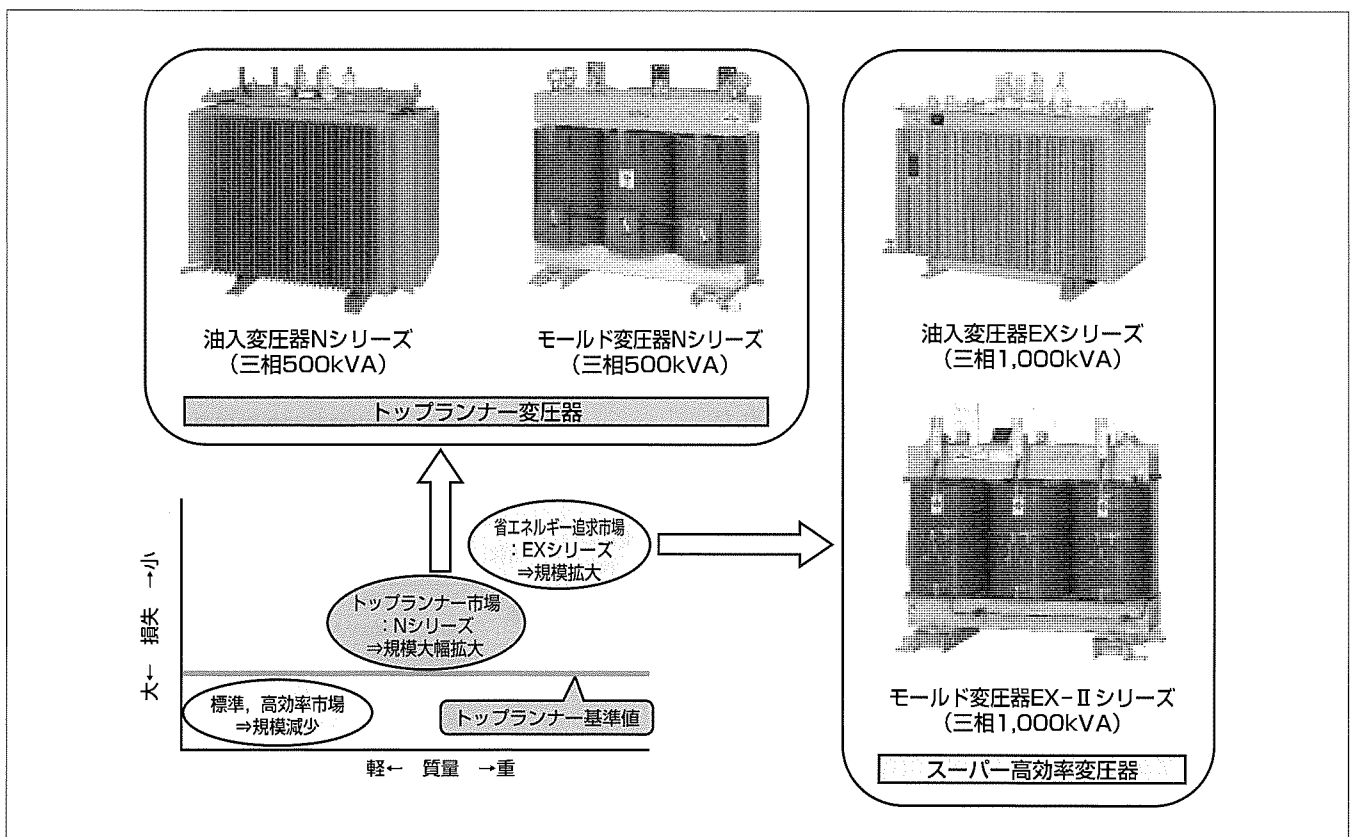 油入変圧器Nシリーズ
(三相500kVA)
モールド変圧器Nシリーズ
(三相500kVA)
トップランナー変圧器
油入変圧器EXシリーズ
(三相1,000kVA)
モールド変圧器EX-Ⅱシリーズ
(三相1,000kVA)
スーパー高効率変圧器
省エネルギー追求市場
:EXシリーズ
⇒規模拡大
トップランナー市場
:Nシリーズ
⇒規模大幅拡大
標準,高効率市場
⇒規模減少
トップランナー基準値
大← 損失 →小
軽← 質量 →重